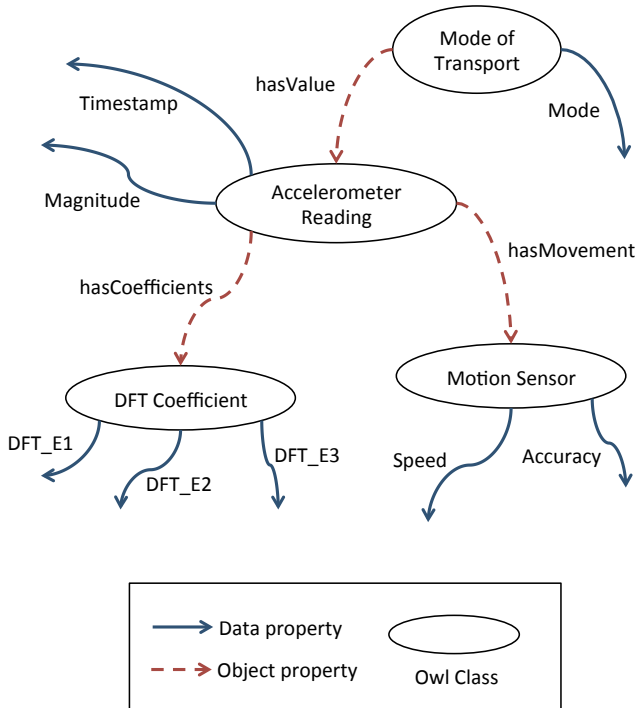 Mode of
Transport
hasValue
Timestamp
Mode
Magnitude
Accelerometer
Reading
hasMovement
hasCoefficients
DFT Coefficient
Motion Sensor
DFT_E1
DFT_E2
DFT_E3
Speed
Accuracy
Data property
Object property
Owl Class